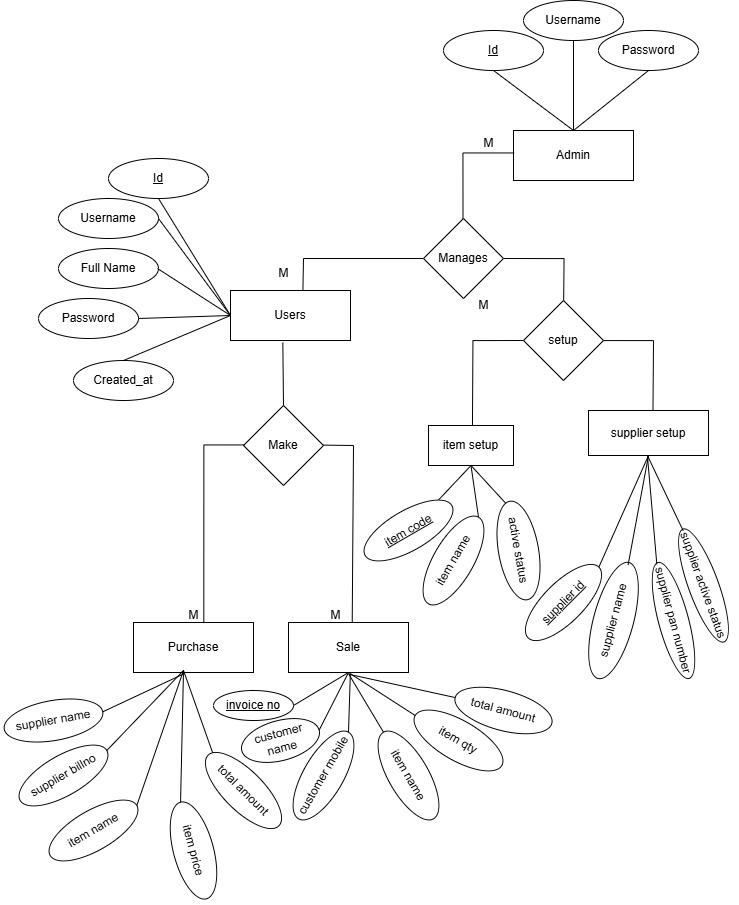 Username
Id
Password
M
Admin
Id
Username
Full Name
Password
Created_at
Manages
M
M
Users
setup
item setup
supplier setup
Make
item code
item name
active status
supplier id
supplier name
supplier pan number
supplier active status
M
M
Purchase
Sale
supplier name
supplier billno
item name
item price
total amount
invoice no
customer
name
customer mobile
item name
item qty
total amount